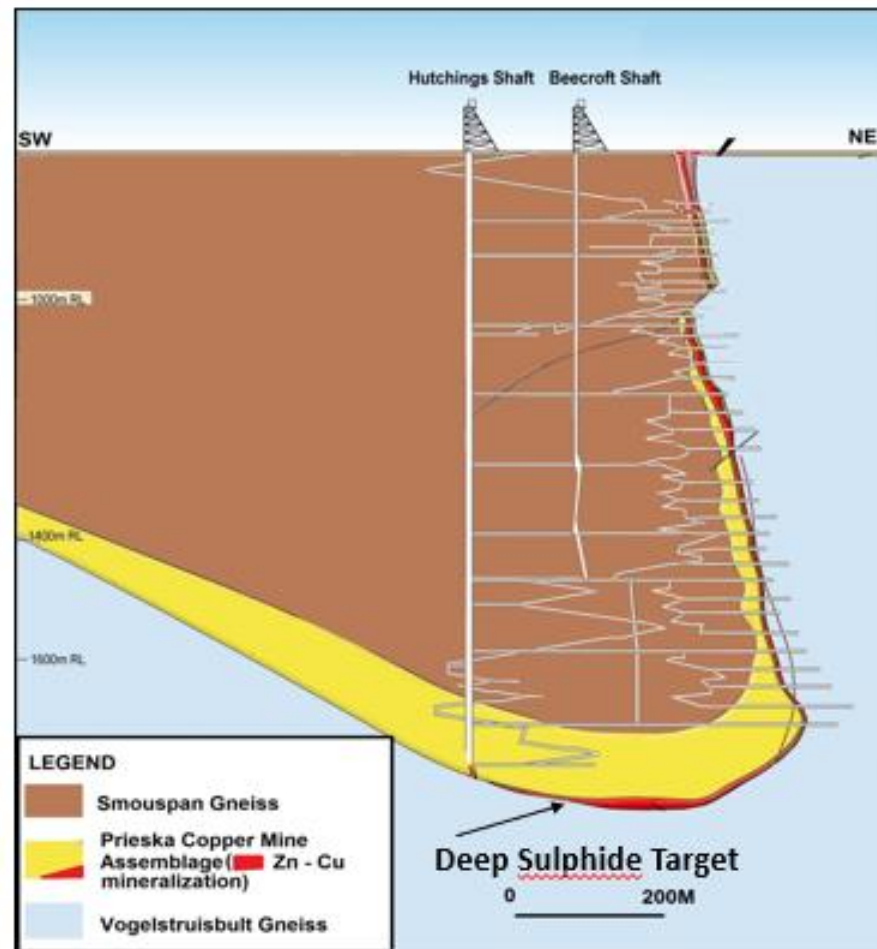 Hutchings Shaft Beecroft Shaft
SW
NE
1000m RL
1400m RL
1600m RL
LEGEND
Smouspan Gneiss
Prieska Copper Mine
Assemblage( Zn - Cu
mineralization)
Vogelstruisbult Gneiss
Deep Sulphide Target
0 200M